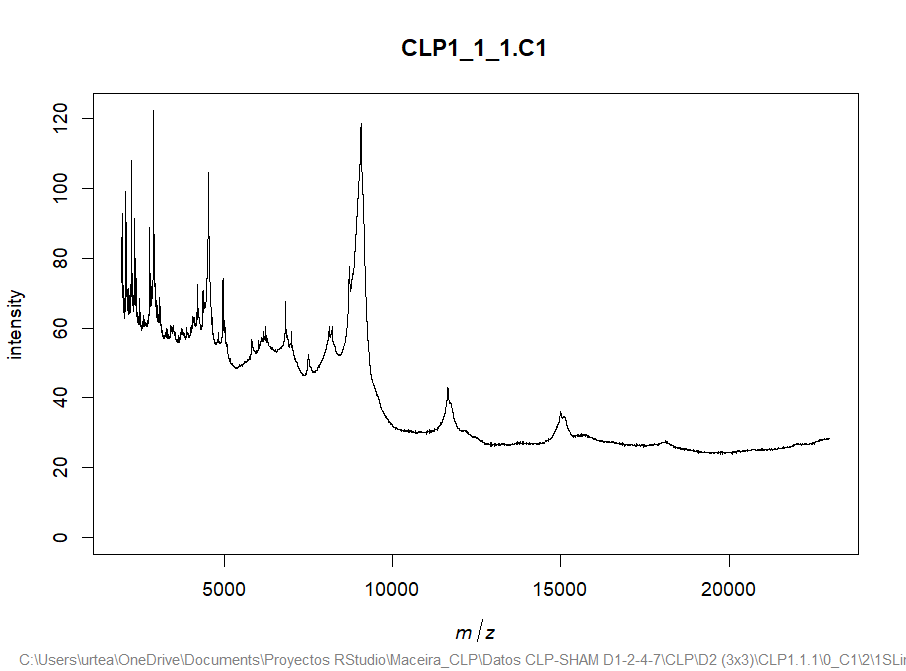 CLP1_1_1.C1
120
100
80
60
40
20
0
intensity
5000 10000 15000 20000
m/z
C:\Users\urtea\OneDrive\Documents\Proyectos RStudio\Maceira_CLP\Datos CLP-SHAM D1-2-4-7\CLP\D2 (3x3)\CLP1.1.1\0_C1\2\1SLin